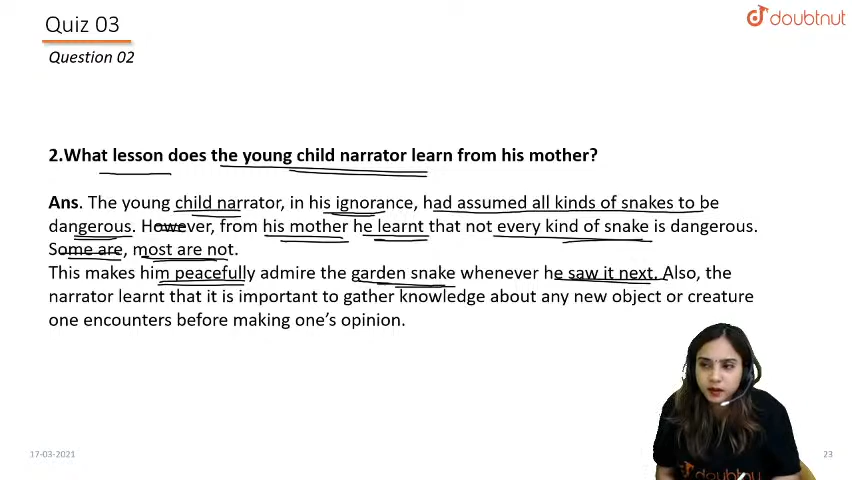 Quiz 03
doubtnut
Question 02
2.What lesson does the young child narrator learn from his mother?
Ans. The young child narrator, in his ignorance, had assumed all kinds of snakes to be
dangerous. However, from his mother he learnt that not every kind of snake is dangerous.
Some are, most are not.
This makes him peacefully admire the garden snake whenever he saw it next. Also, the
narrator learnt that it is important to gather knowledge about any new object or creature
one encounters before making one's opinion.
doubtnut
17-03-2021
23